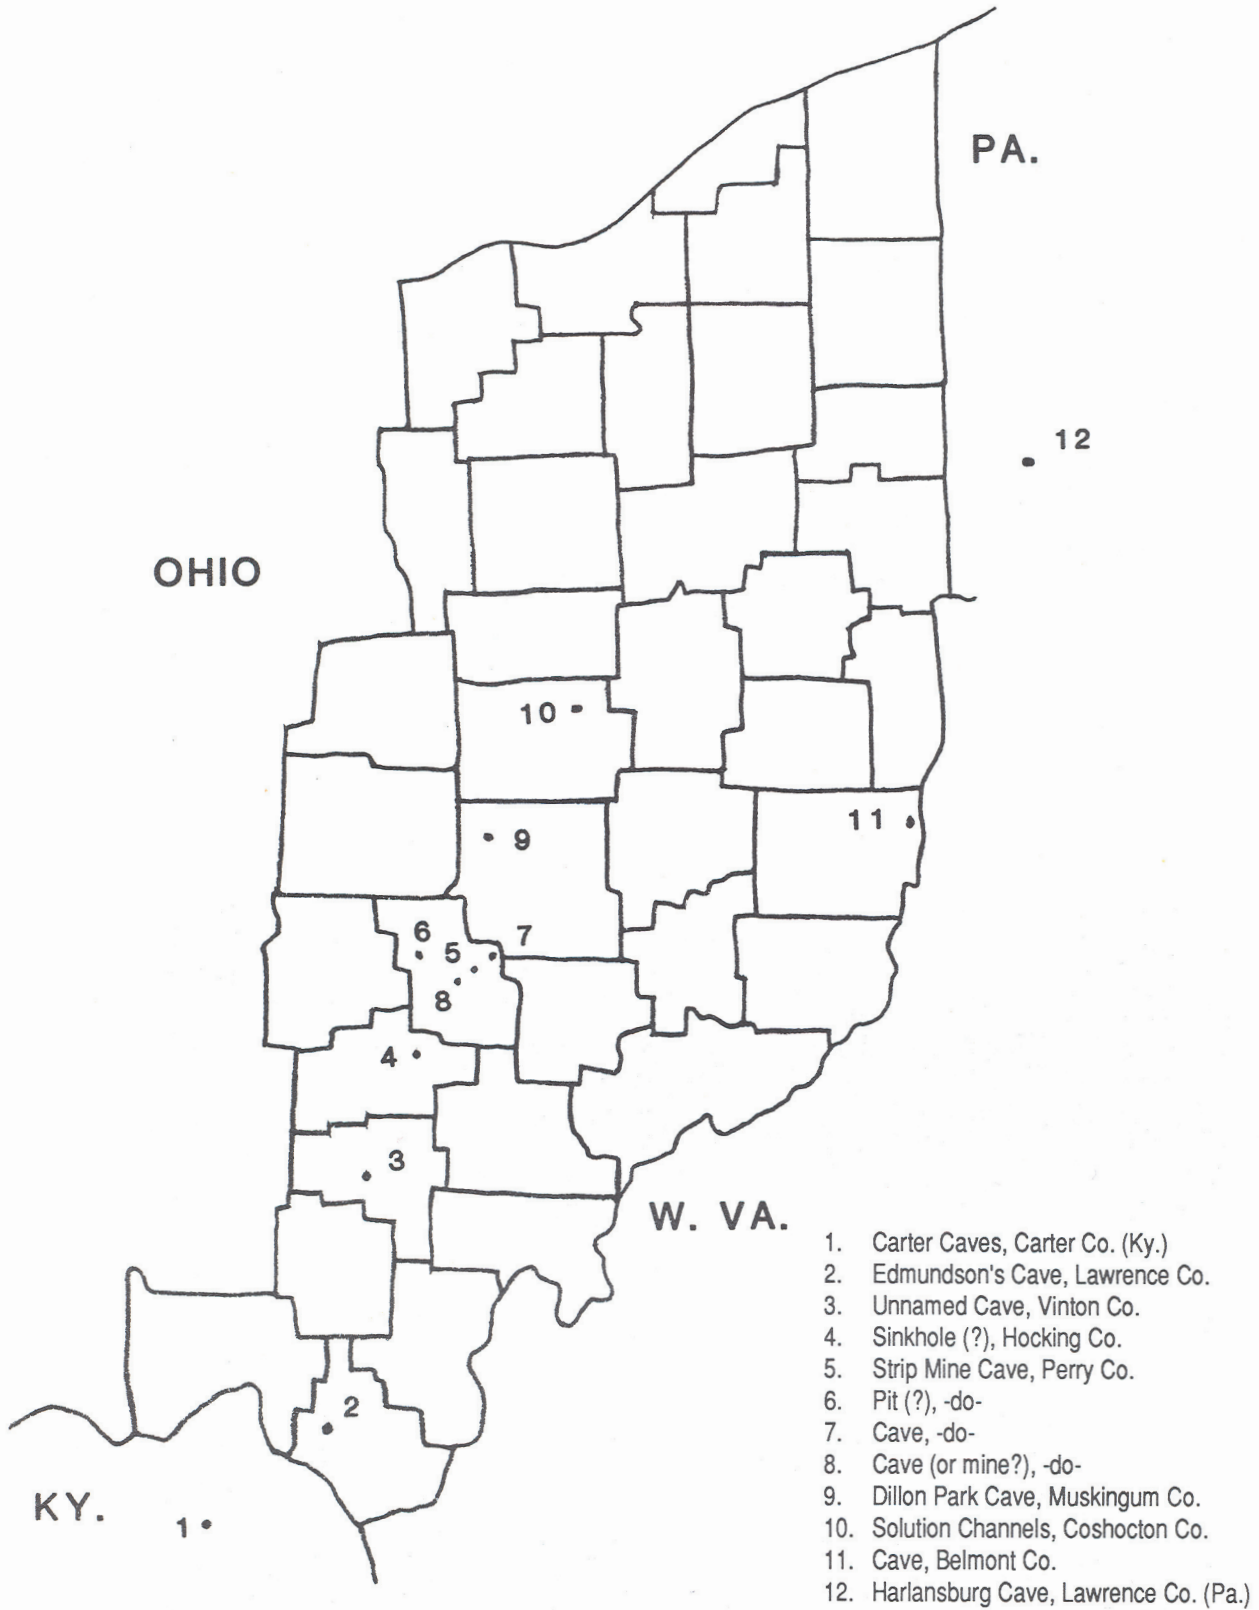 PA.
12
OHIO
10
11
9
6
7
5
8
4
3
W. VA.
2
KY.
1
1. Carter Caves, Carter Co. (Ky.)
2. Edmundson's Cave, Lawrence Co.
3. Unnamed Cave, Vinton Co.
4. Sinkhole (?), Hocking Co.
5. Strip Mine Cave, Perry Co.
6. Pit (?), -do-
7. Cave, -do-
8. Cave (or mine?), -do-
9. Dillon Park Cave, Muskingum Co.
10. Solution Channels, Coshocton Co.
11. Cave, Belmont Co.
12. Harlansburg Cave, Lawrence Co. (Pa.)